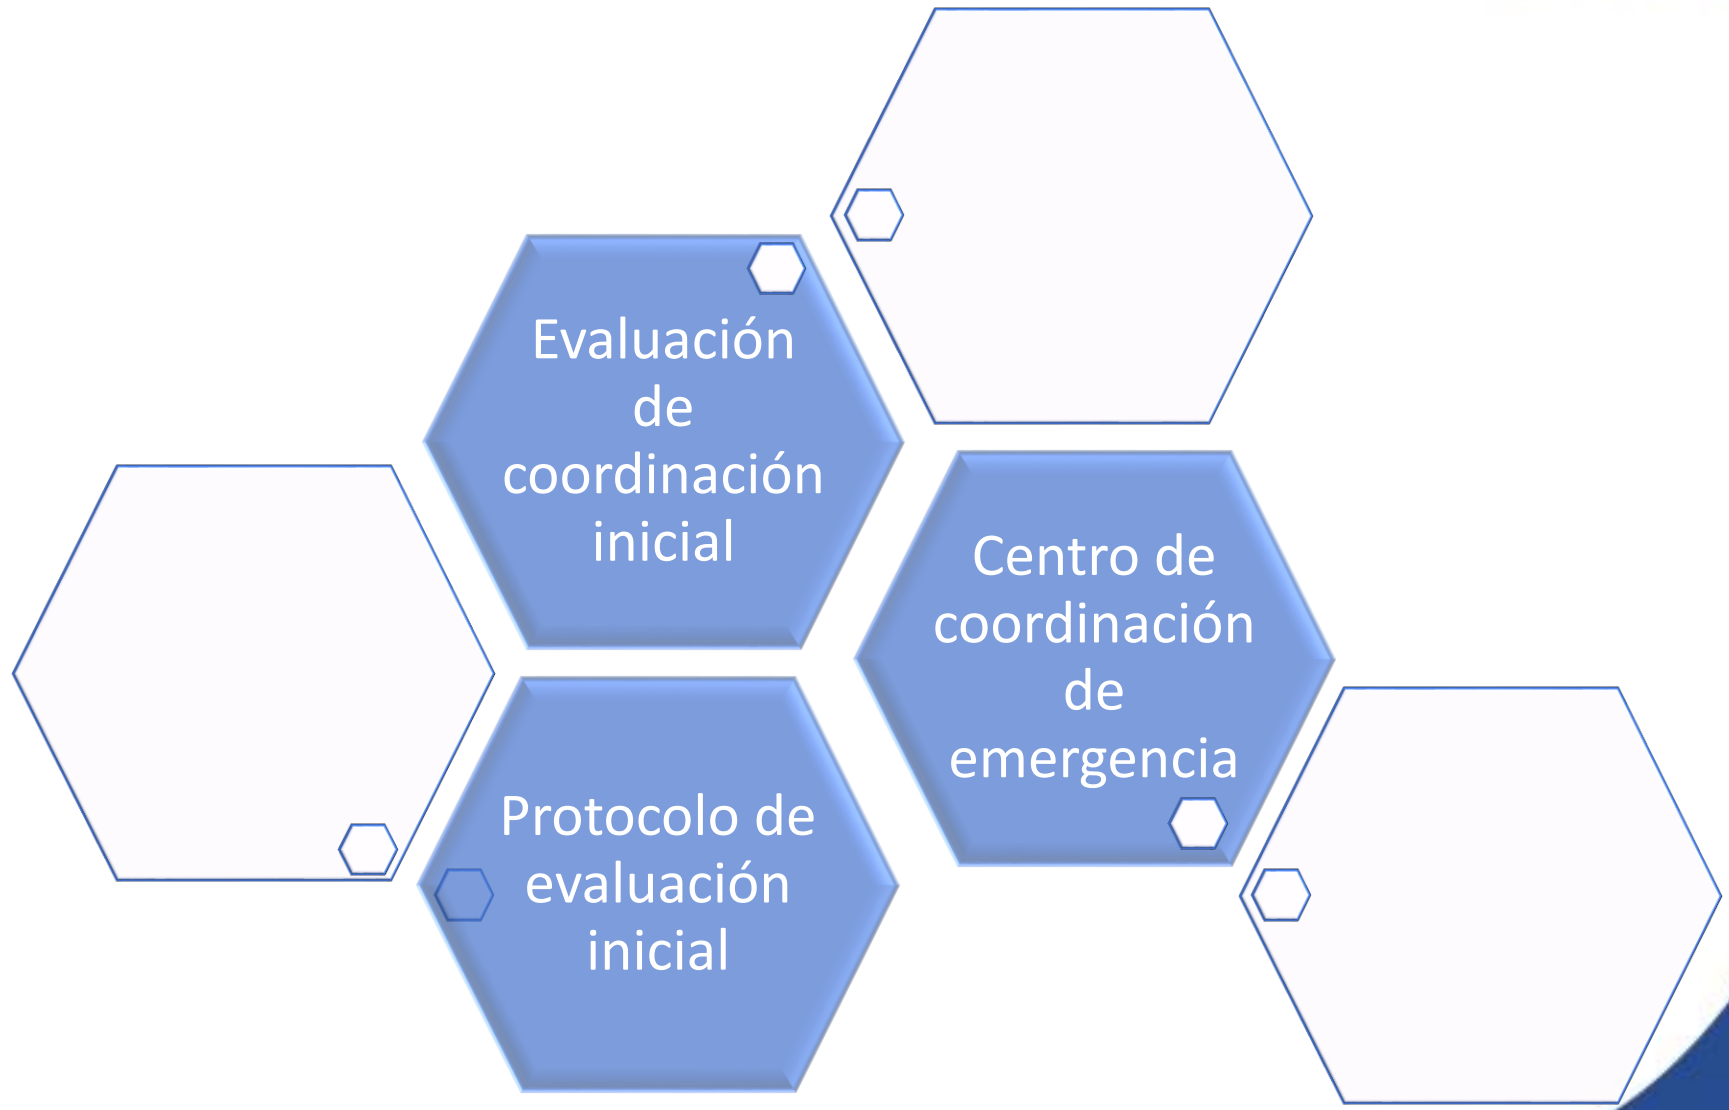 Evaluación
de
coordinación
inicial
Centro de
coordinación
de
emergencia
Protocolo de
evaluación
inicial